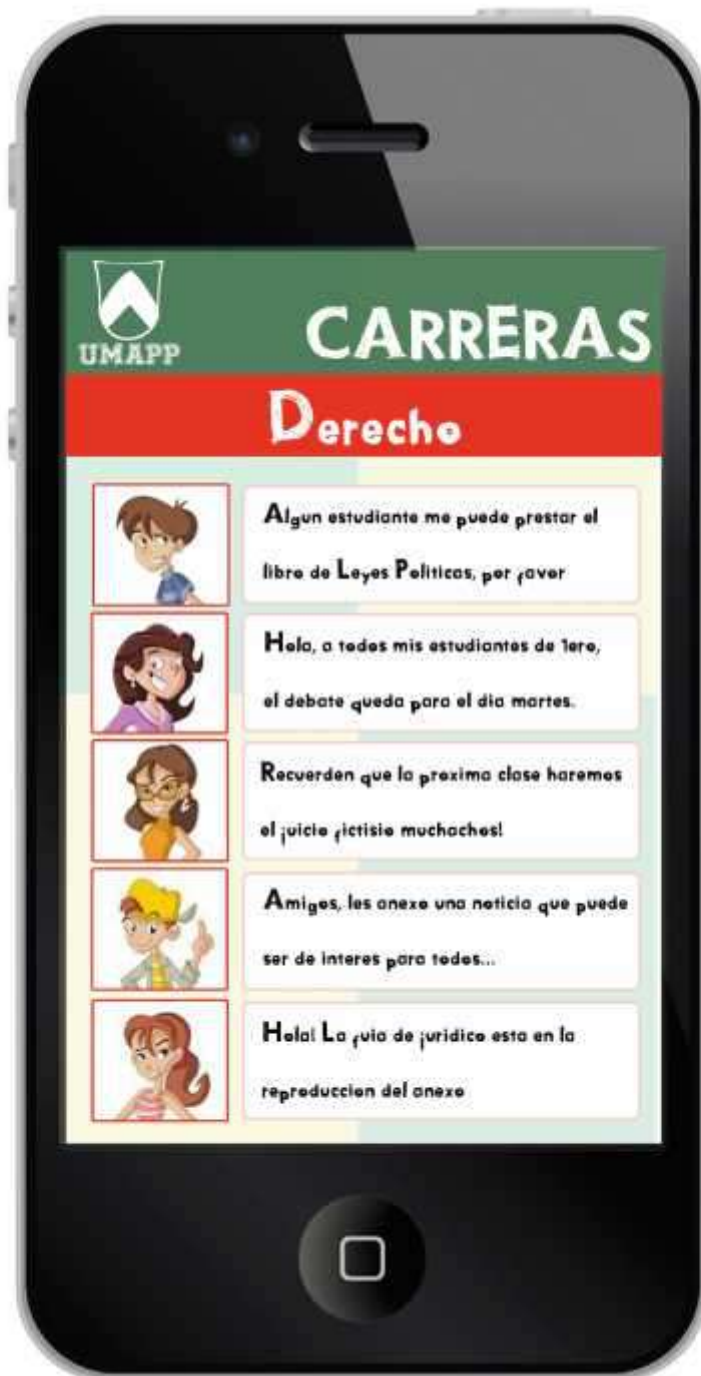 UMAPP
CARRERAS
Derecho
Algun estudiante me puede prestar el
libro de Leyes Politicas, por favor
Hola, a todos mis estudiantes de 1ero,
el debate queda para el dia martes.
Recuerden que la proxima clase haremos
el juicio fictisio muchachos!
Amigos, les anexo una noticia que puede
ser de interes para todos...
Hola! La guia de juridico esta en la
reproduccion del anexo